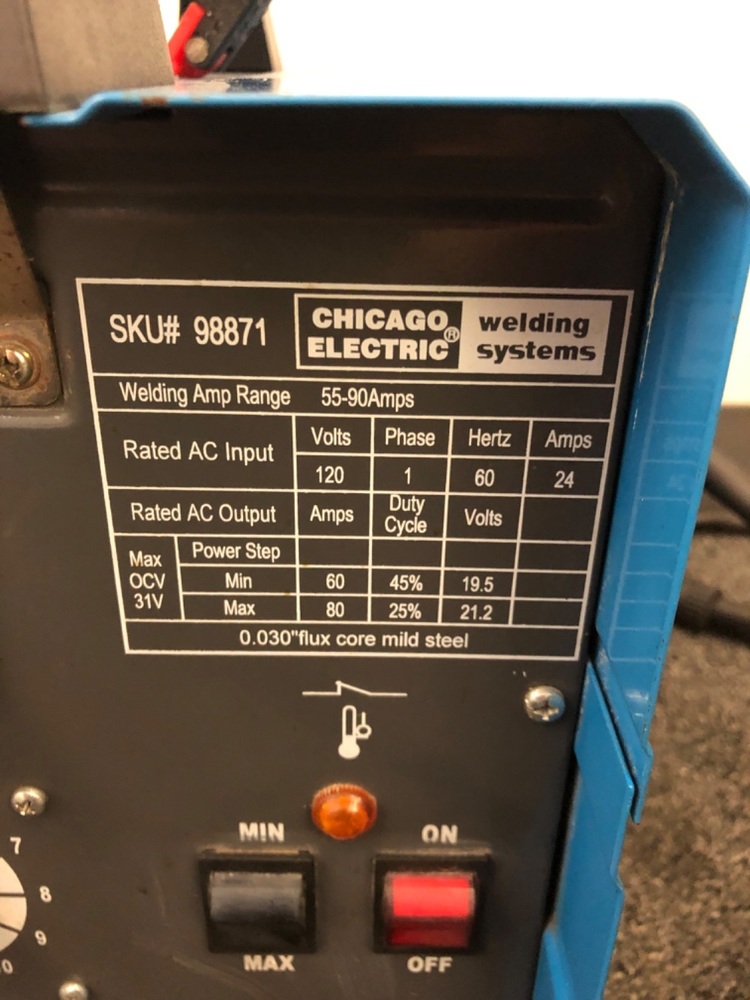 SKU# 98871
CHICAGO ELECTRIC® welding systems
Welding Amp Range 55-90Amps
Rated AC Input Volts Phase Hertz Amps
120 1 60 24
Rated AC Output Amps Duty Cycle Volts
Max OCV 31V
Power Step
Min 60 45% 19.5
Max 80 25% 21.2
0.030"flux core mild steel
MIN ON
7
8
9
MAX OFF